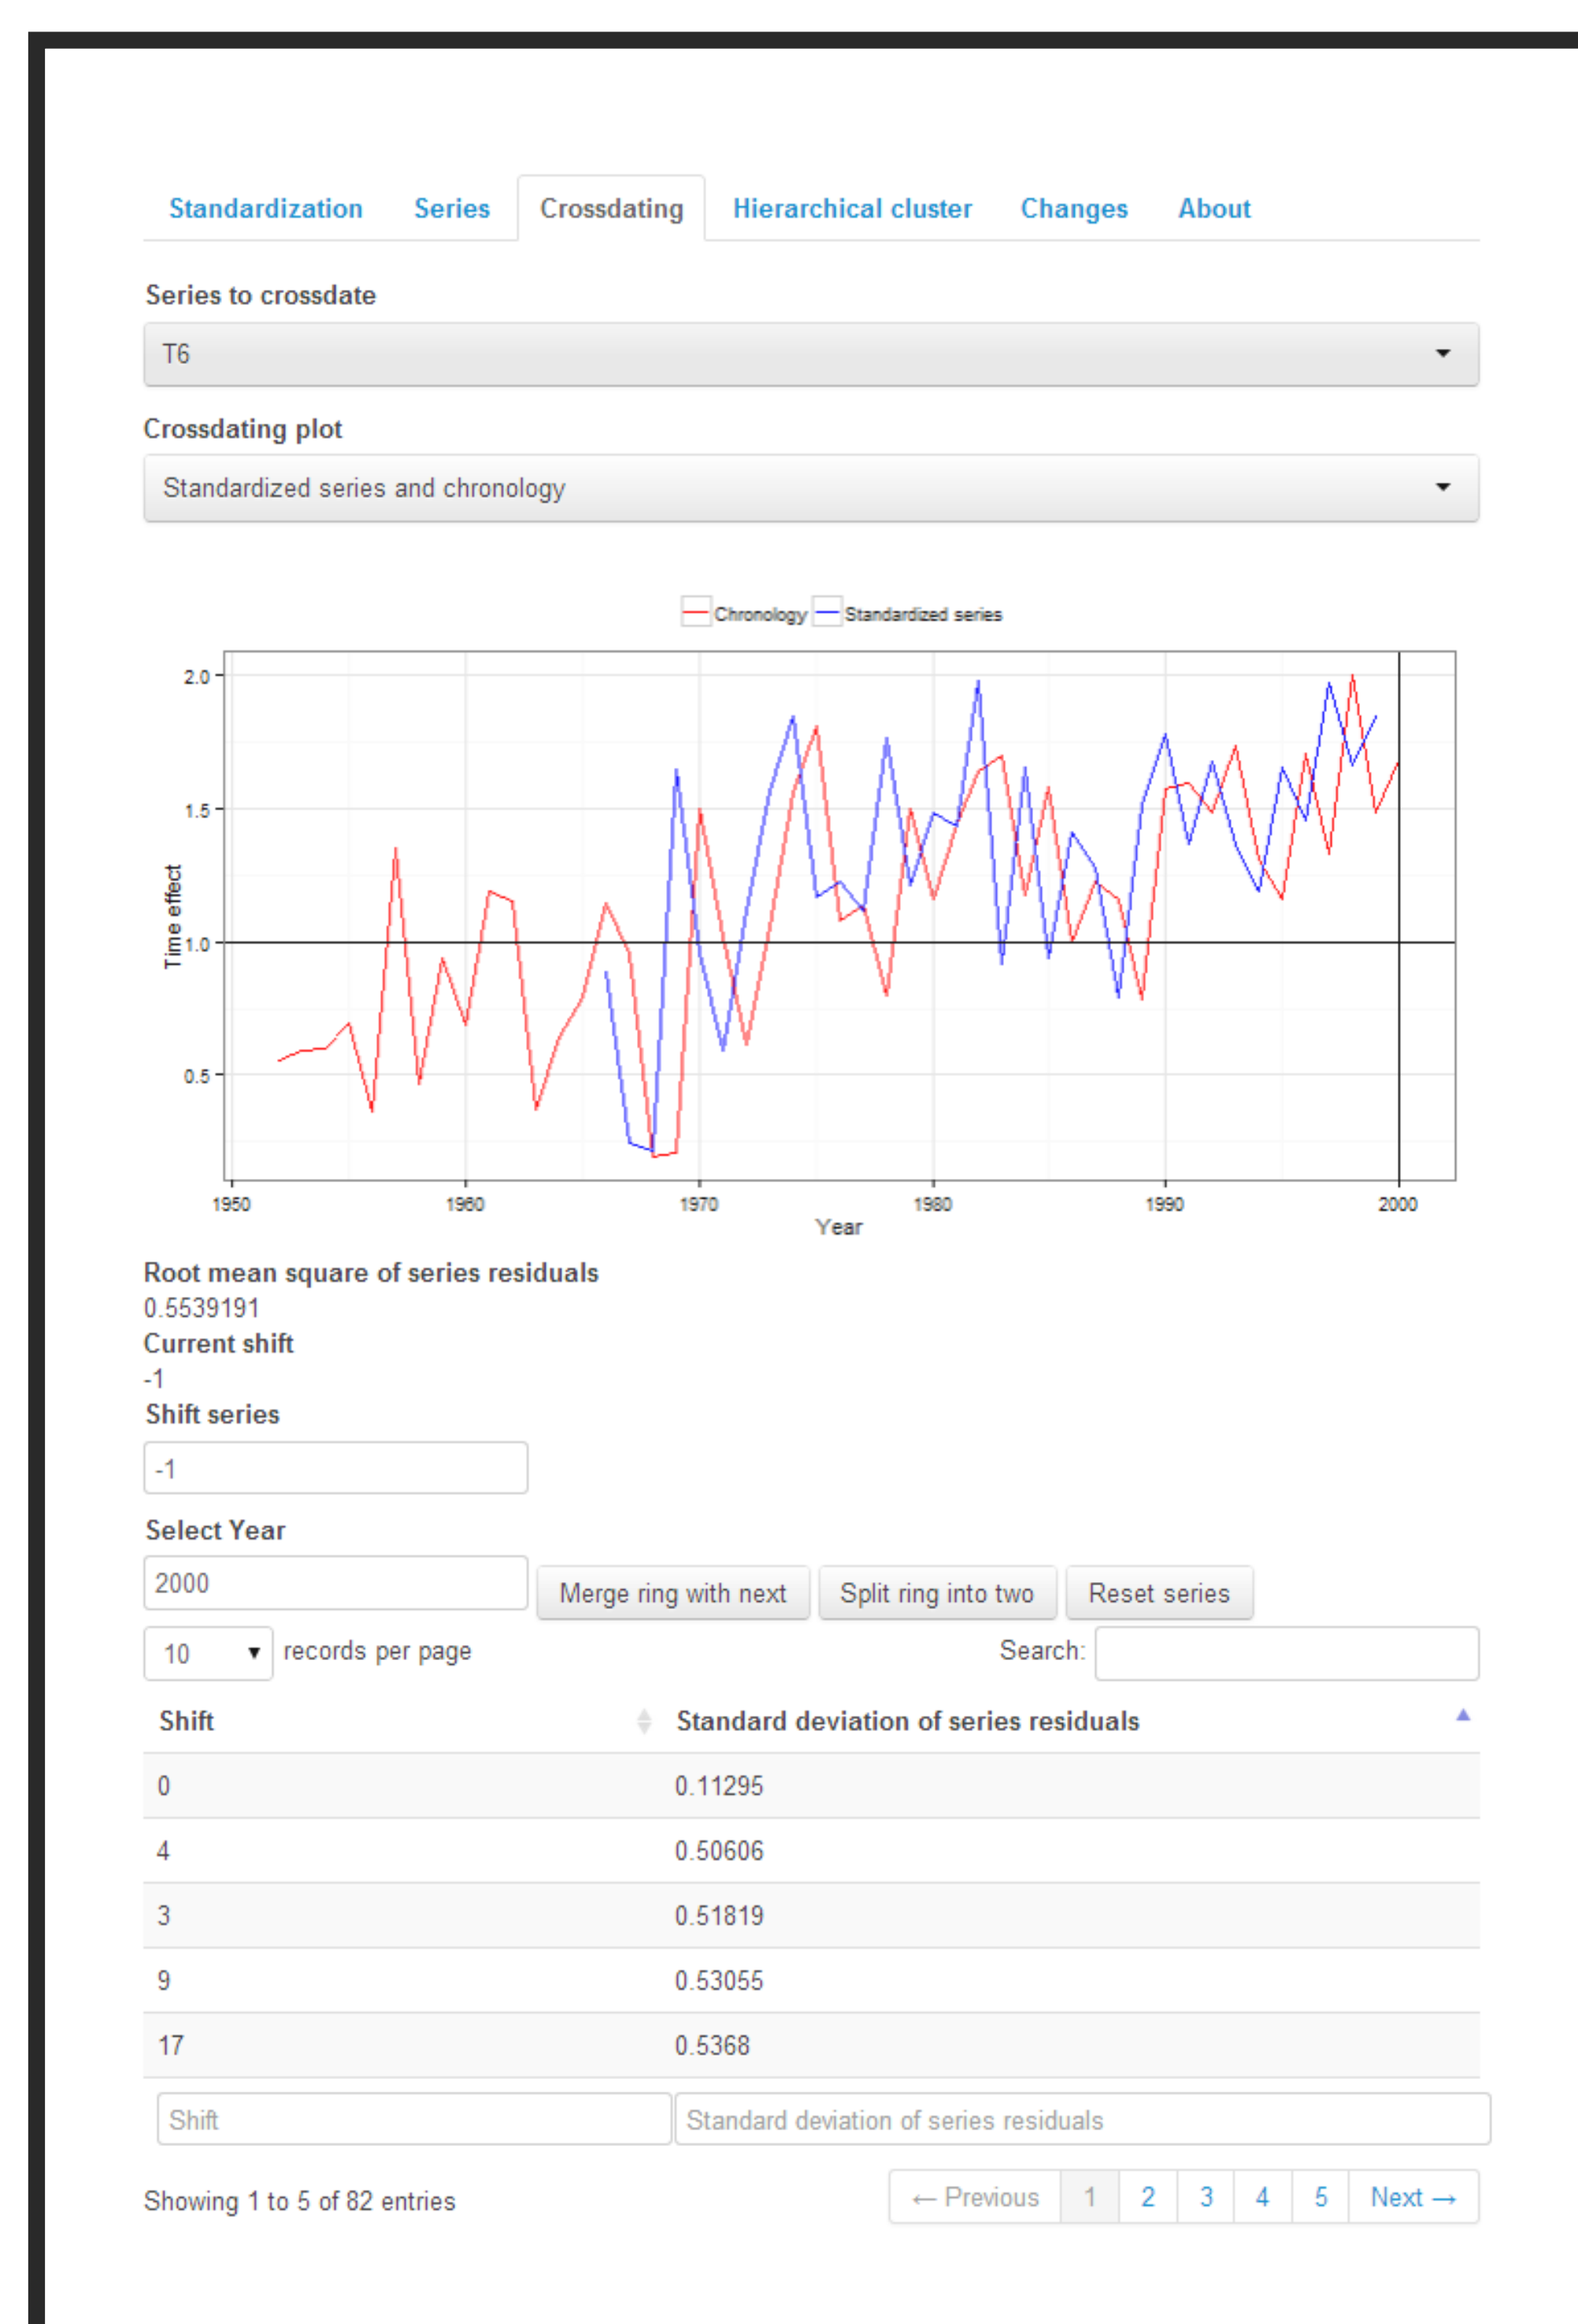 Standardization Series Crossdating Hierarchical cluster Changes About
Series to crossdate
T6
Crossdating plot
Standardized series and chronology
Chronology Standardized series
2.0
1.5
1.0
0.5
Time effect
1950 1960 1970 1980 1990 2000
Year
Root mean square of series residuals
0.5539191
Current shift
-1
Shift series
-1
Select Year
2000 Merge ring with next Split ring into two Reset series
10 records per page Search:
Shift Standard deviation of series residuals
0 0.11295
4 0.50606
3 0.51819
9 0.53055
17 0.5368
Shift Standard deviation of series residuals
Showing 1 to 5 of 82 entries ← Previous 1 2 3 4 5 Next →